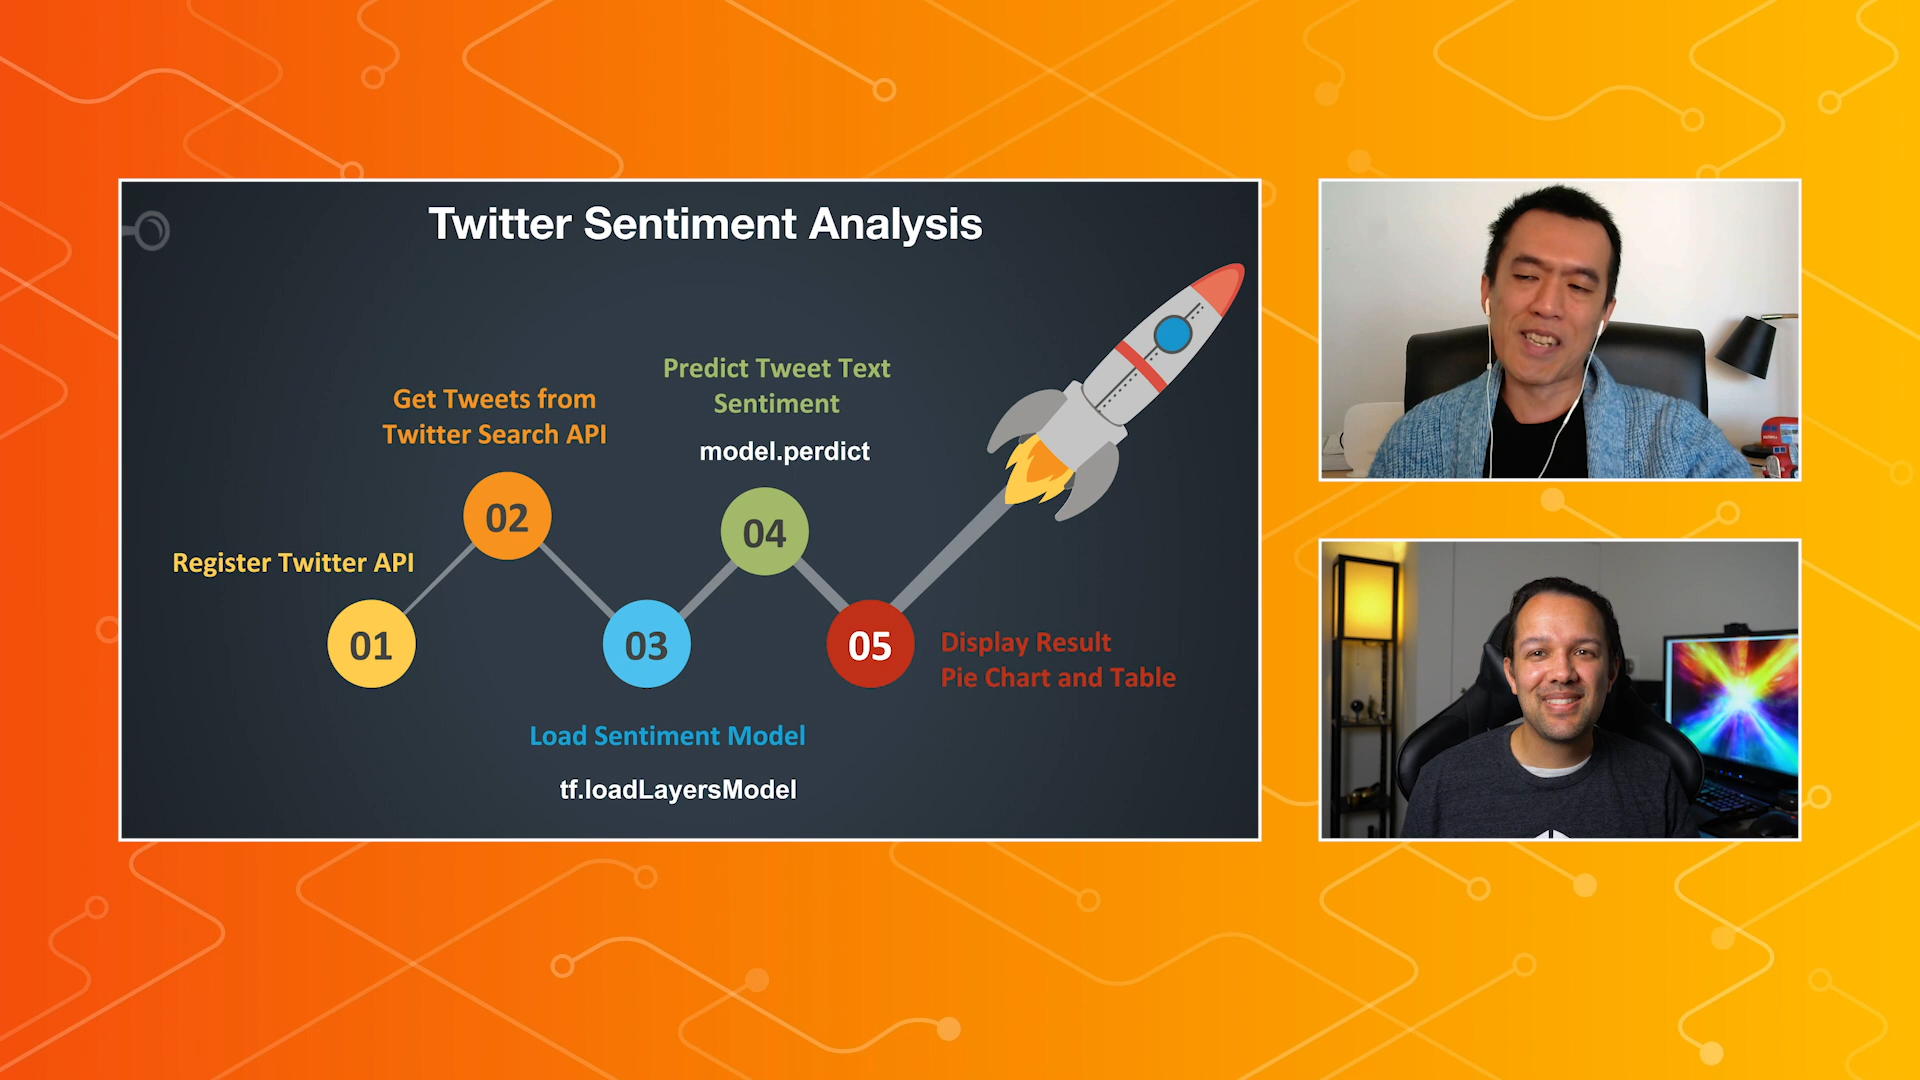 Twitter Sentiment Analysis
Register Twitter API
01
Get Tweets from
Twitter Search API
02
03
Load Sentiment Model
tf.loadLayersModel
Predict Tweet Text
Sentiment
model.perdict
04
05
Display Result
Pie Chart and Table